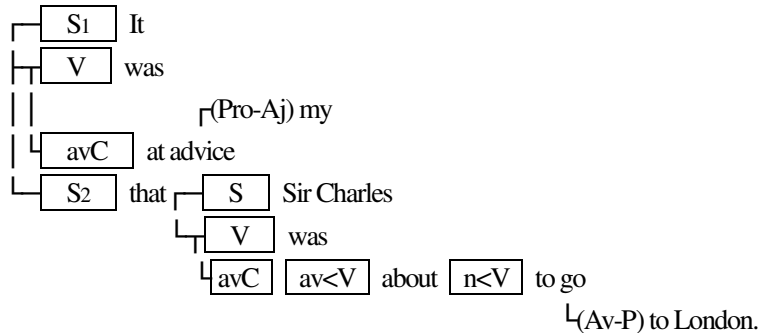 S1 It
V was
(Pro-Aj) my
avC at advice
S2 that S Sir Charles
V was
avC av<V about n<V to go
(Av-P) to London.